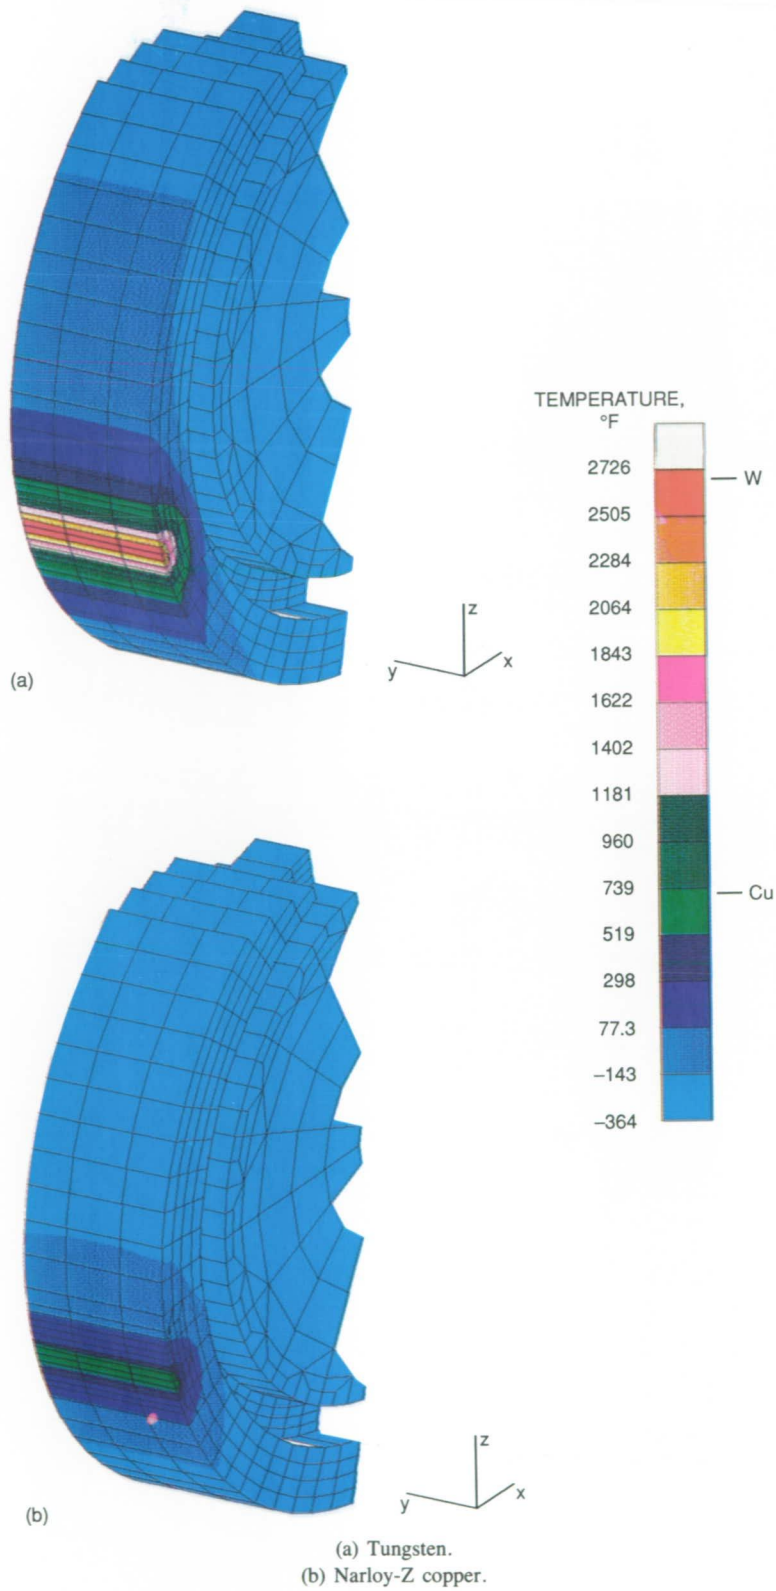 TEMPERATURE,
°F
2726
W
2505
2284
2064
1843
1622
1402
1181
960
739
Cu
519
298
77.3
−143
−364
z
y
x
(a)
z
y
x
(b)
(a) Tungsten.
(b) Narloy-Z copper.